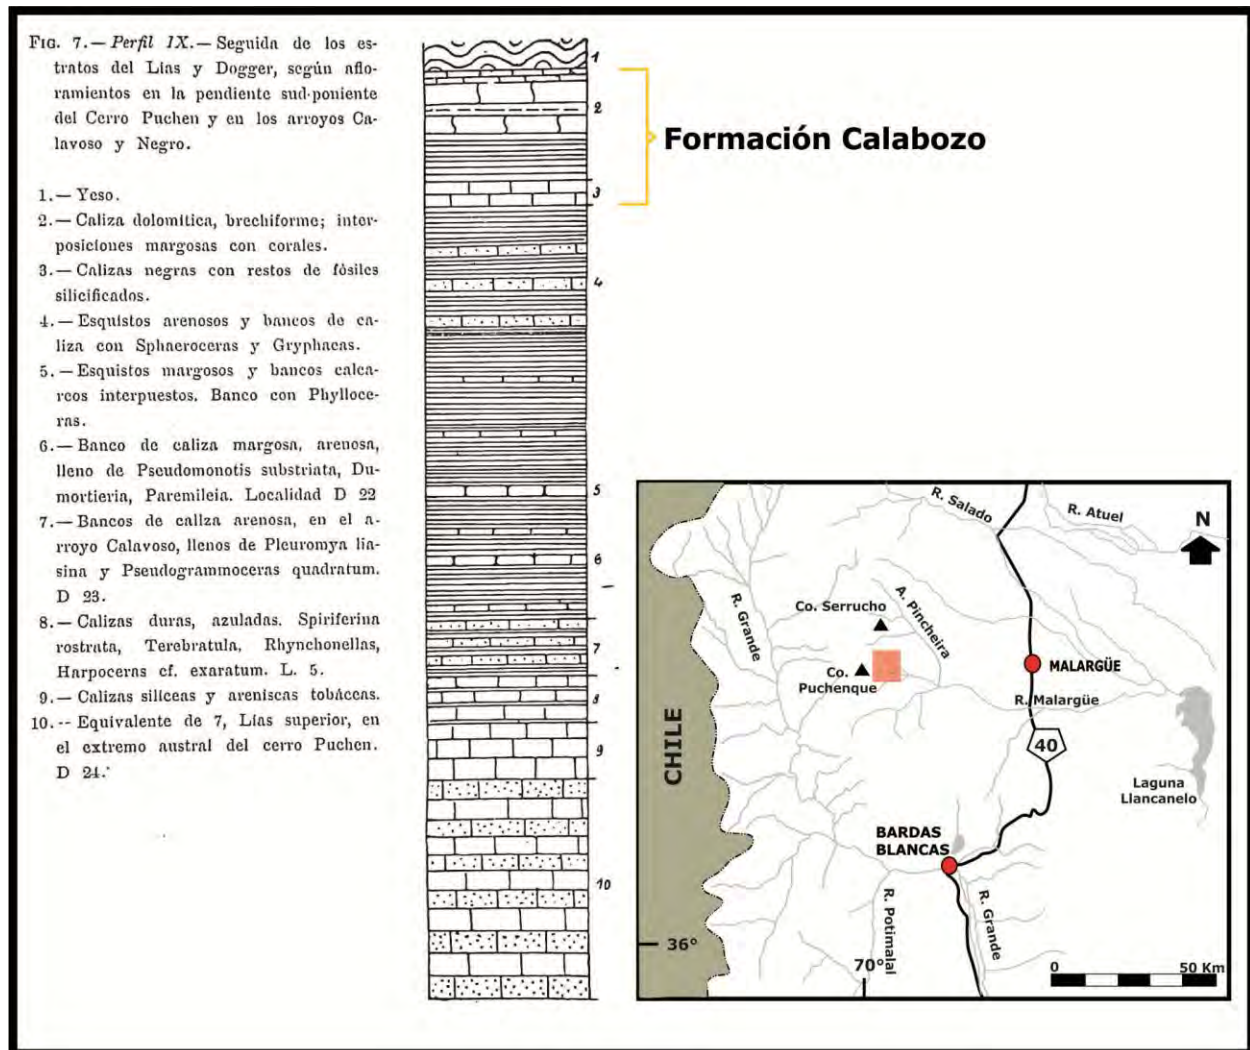 FIG. 7.— Perfil IX.— Seguida de los es-
tratos del Lias y Dogger, según aflo-
ramientos en la pendiente sud-poniente
del Cerro Puchen y en los arroyos Ca-
lavoso y Negro.
1.— Yeso.
2.— Caliza dolomítica, brechiforme; inter-
posiciones margosas con corales.
3.— Calizas negras con restos de fósiles
silicificados.
4.— Esquistos arenosos y bancos de ca-
liza con Sphaeroceras y Gryphaeas.
5.— Esquistos margosos y bancos calca-
reos interpuestos. Banco con Phylloce-
ras.
6.— Banco de caliza margosa, arenosa,
lleno de Pseudomonotis substriata, Du-
mortieria, Paremileia. Localidad D 22
7.— Bancos de caliza arenosa, en el a-
rroyo Calavoso, llenos de Pleuromya lia-
sina y Pseudogrammoceras quadratum.
D 23.
8.— Calizas duras, azuladas. Spiriferina
rostrata, Terebratula, Rhynchonellas,
Harpoceras cf. exaratum. L. 5.
9.— Calizas silíceas y areniscas tobáceas.
10.-- Equivalente de 7, Lías superior, en
el extremo austral del cerro Puchen.
D 24.
1
2
3
4
5
6
7
8
9
10
Formación Calabozo
R. Salado
R. Atuel
N
R. Grande
Co. Serrucho
A. Pincheira
Co.
Puchenque
MALARGÜE
R. Malargüe
CHILE
40
Laguna
Llancanelo
BARDAS
BLANCAS
R. Potimalal
R. Grande
36°
70°
0 50 Km